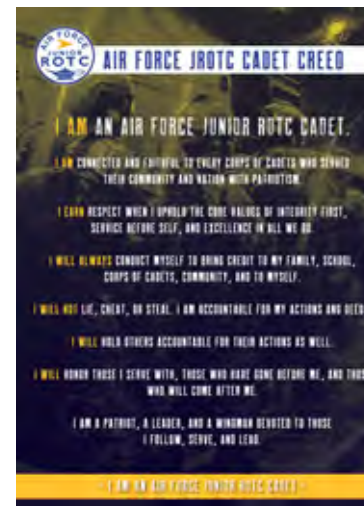 AIR FORCE
JUNIOR
ROTC
AIR FORCE JROTC CADET CREED
I AM AN AIR FORCE JUNIOR ROTC CADET.
I AM CONNECTED AND FAITHFUL TO EVERY CORPS OF CADETS WHO SERVED
THEIR COMMUNITY AND NATION WITH PATRIOTISM.
I EARN RESPECT WHEN I UPHOLD THE CORE VALUES OF INTEGRITY FIRST,
SERVICE BEFORE SELF, AND EXCELLENCE IN ALL WE DO.
I WILL ALWAYS CONDUCT MYSELF TO BRING CREDIT TO MY FAMILY, SCHOOL,
CORPS OF CADETS, COMMUNITY, AND TO MYSELF.
I WILL NOT LIE, CHEAT, OR STEAL. I AM ACCOUNTABLE FOR MY ACTIONS AND DEED
I WILL HOLD OTHERS ACCOUNTABLE FOR THEIR ACTIONS AS WELL.
I WILL HONOR THOSE I SERVE WITH, THOSE WHO HAVE GONE BEFORE ME, AND THOS
WHO WILL COME AFTER ME.
I AM A PATRIOT, A LEADER, AND A WINGMAN DEVOTED TO THOSE
I FOLLOW, SERVE, AND LEAD.
- I AM AN AIR FORCE JUNIOR ROTC CADET -